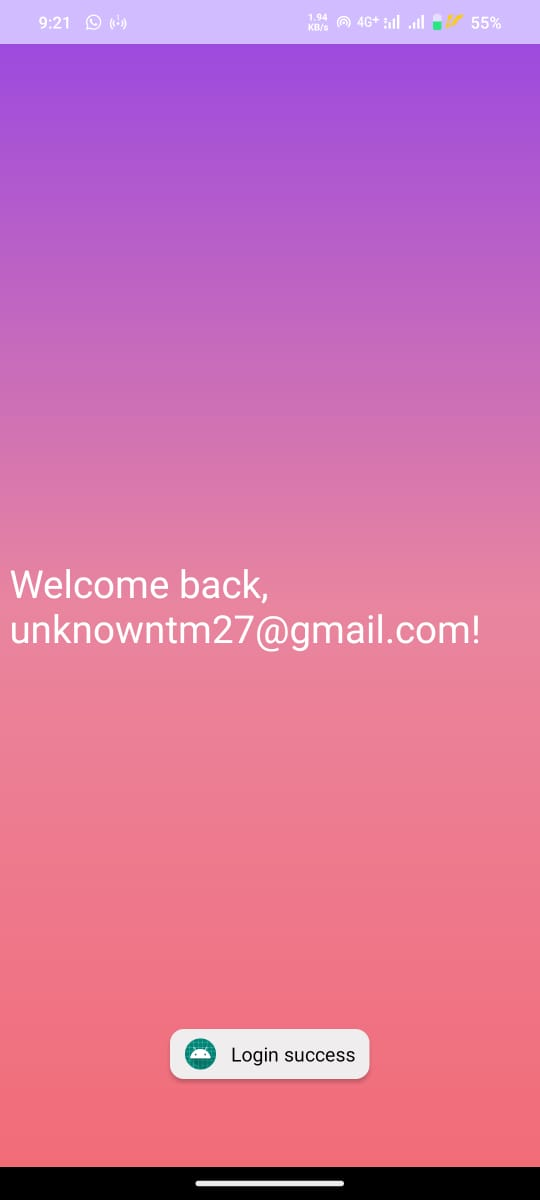 9:21
1.94
KB/s
4G+
55%
Welcome back,
unknowntm27@gmail.com!
Login success